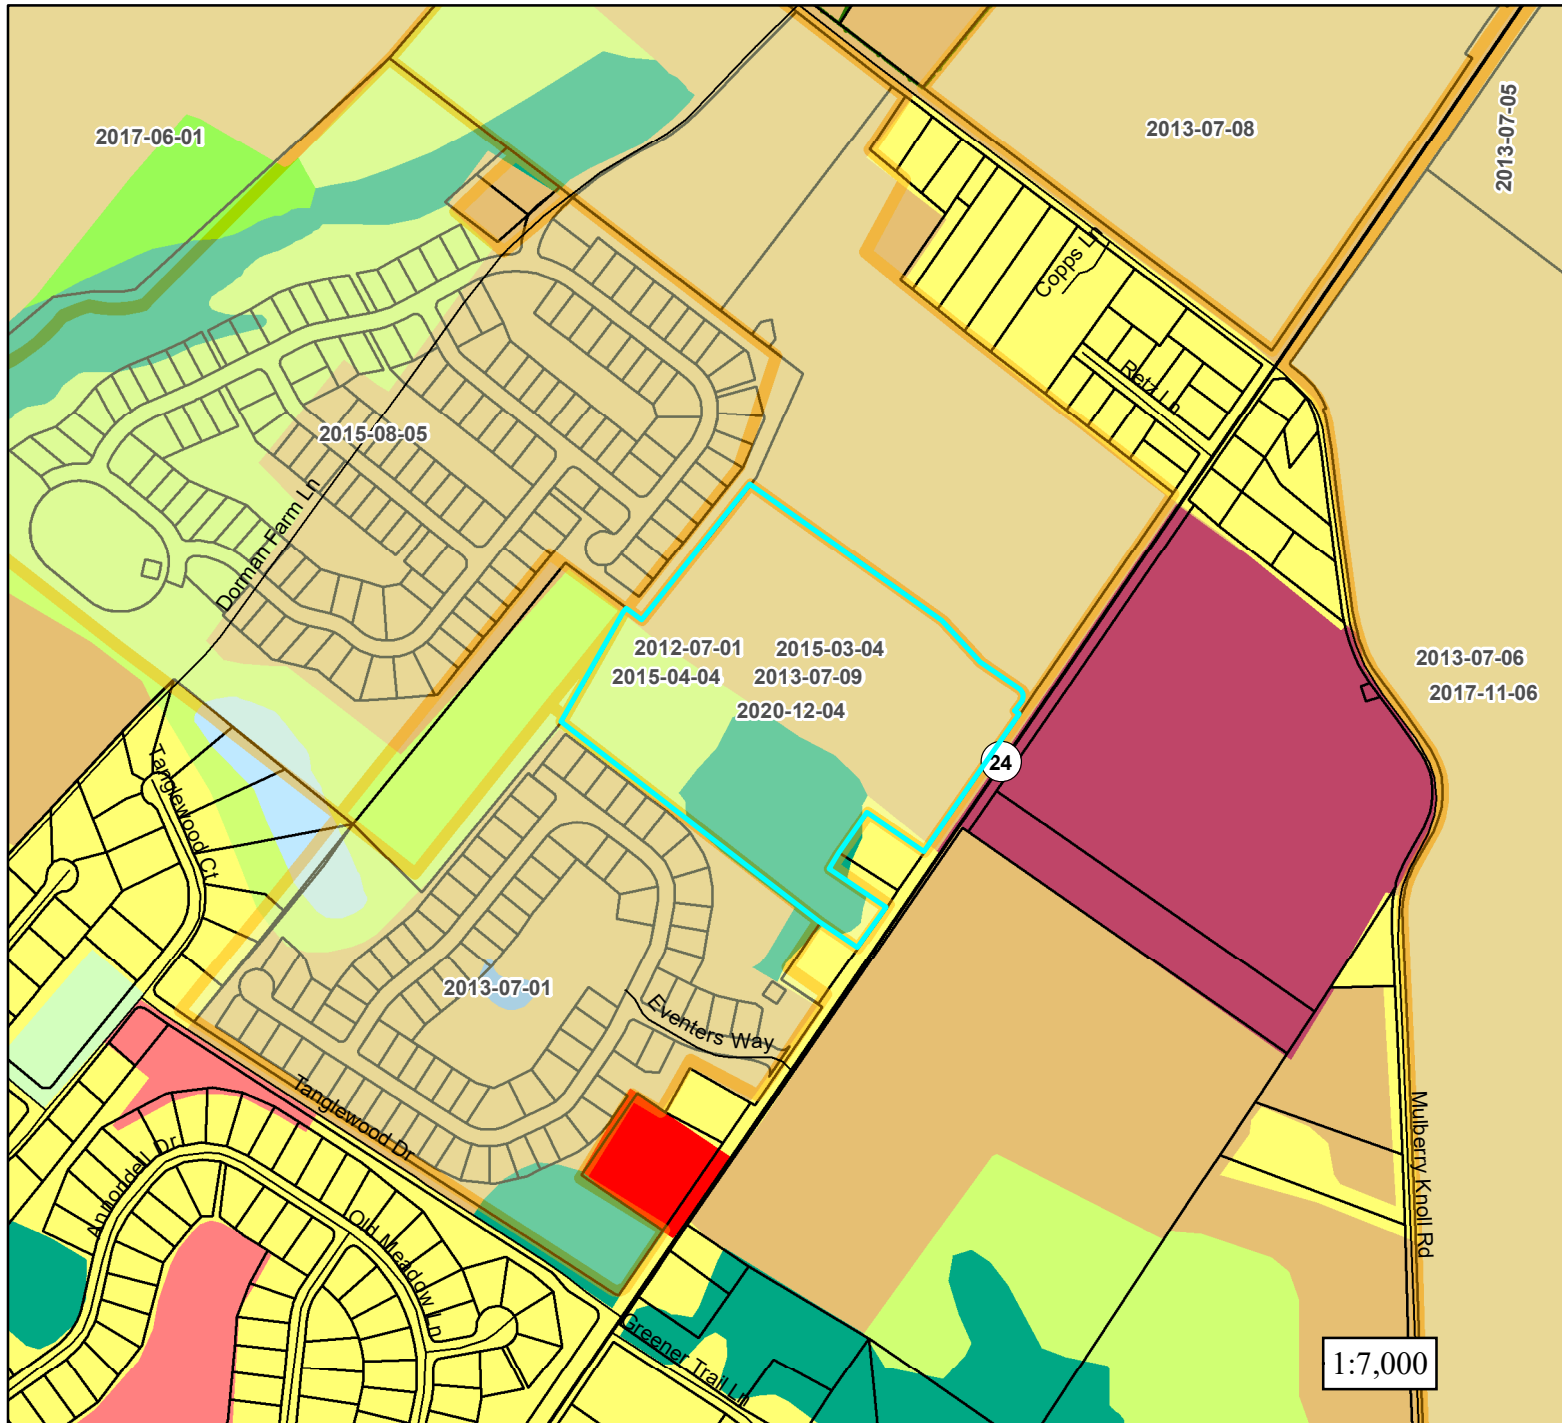 2017-06-01
2013-07-08
2013-07-05
Copps Ln
Retz Ln
2015-08-05
Dorman Farm Ln
2012-07-01
2015-03-04
2015-04-04
2013-07-09
2020-12-04
2013-07-06
2017-11-06
24
Tanglewood Ct
2013-07-01
Eventers Way
Tanglewood Dr
Annondell Dr
Old Meadow Ln
Mulberry Knoll Rd
Greener Trail Ln
1:7,000